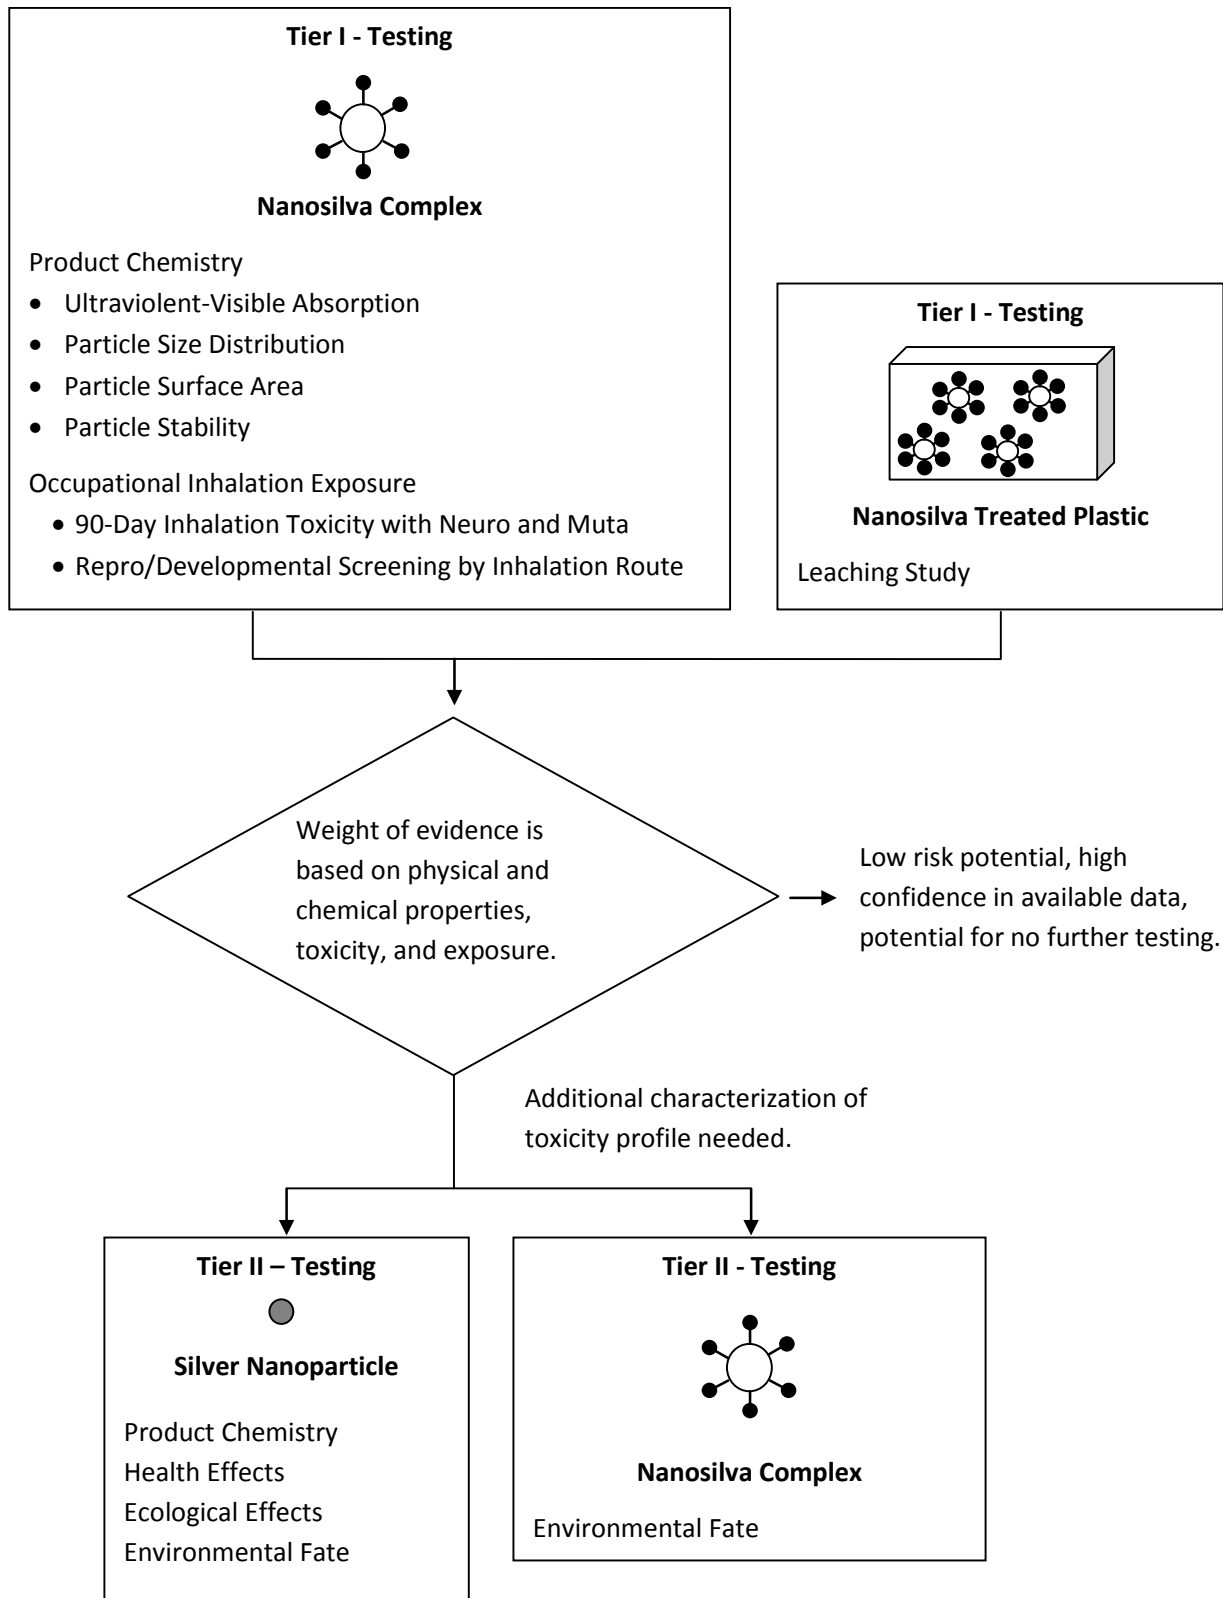 Tier I - Testing
Nanosilva Complex
Product Chemistry
• Ultraviolent-Visible Absorption
• Particle Size Distribution
• Particle Surface Area
• Particle Stability
Occupational Inhalation Exposure
• 90-Day Inhalation Toxicity with Neuro and Muta
• Repro/Developmental Screening by Inhalation Route
Tier I - Testing
Nanosilva Treated Plastic
Leaching Study
Weight of evidence is
based on physical and
chemical properties,
toxicity, and exposure.
Low risk potential, high
confidence in available data,
potential for no further testing.
Additional characterization of
toxicity profile needed.
Tier II – Testing
Silver Nanoparticle
Product Chemistry
Health Effects
Ecological Effects
Environmental Fate
Tier II - Testing
Nanosilva Complex
Environmental Fate